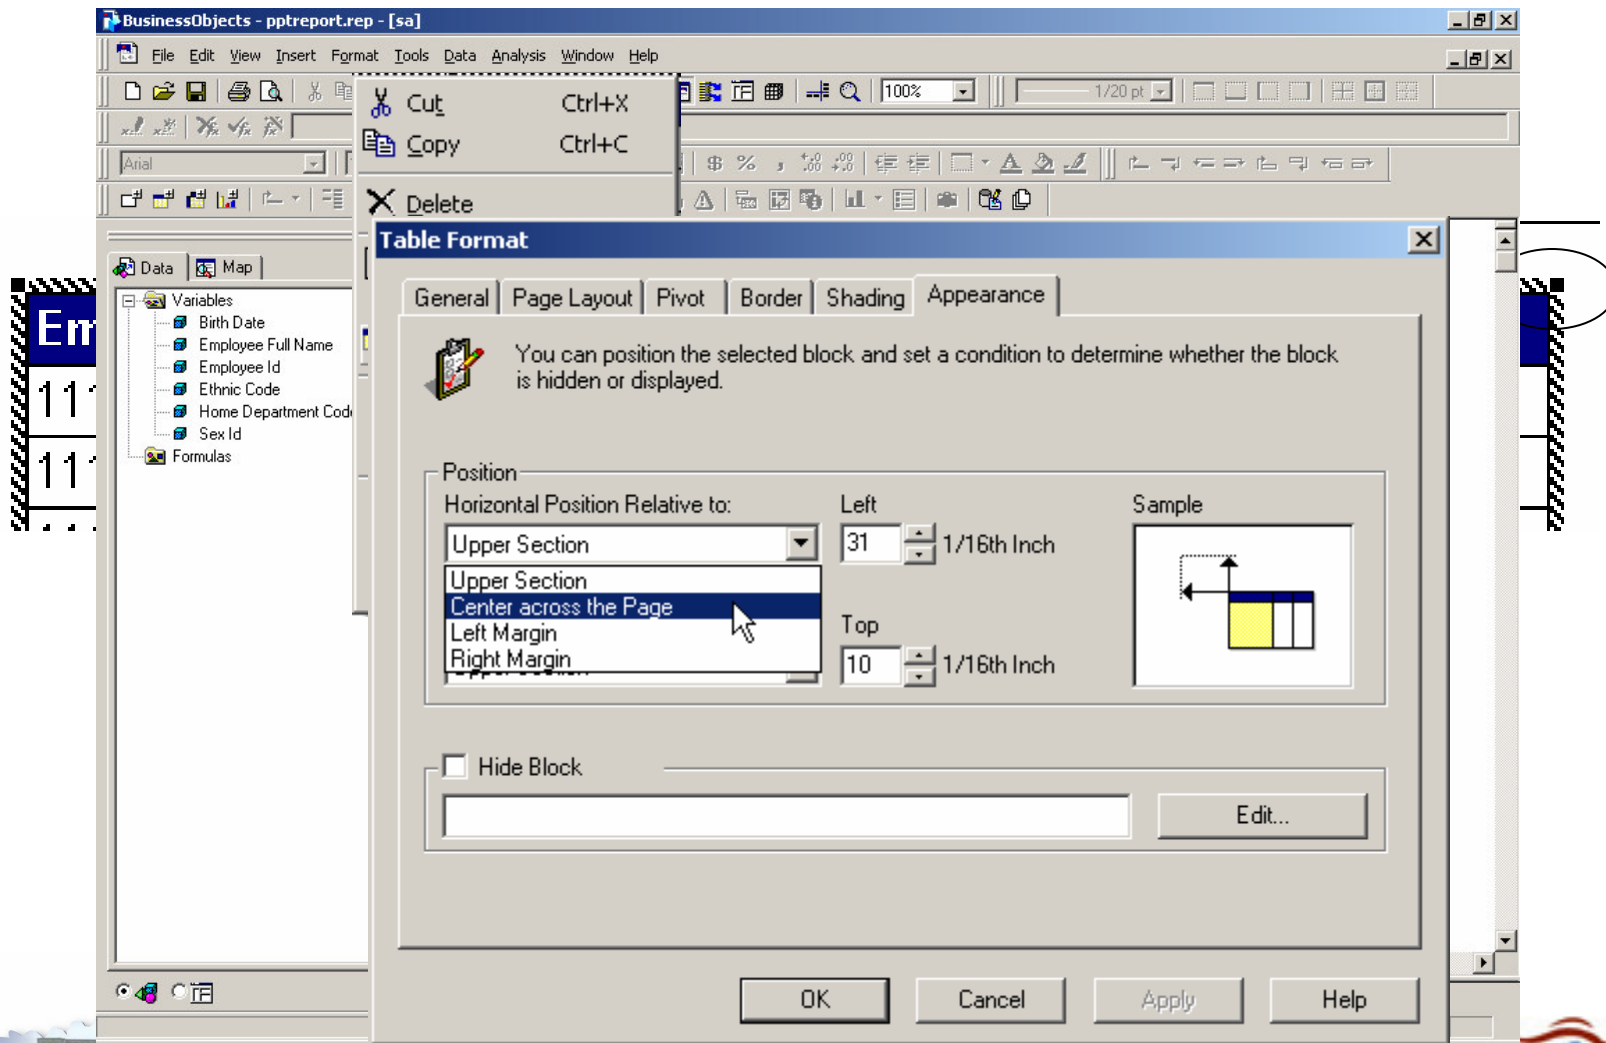 BusinessObjects - pptreport.rep - [sa]
File Edit View Insert Format Tools Data Analysis Window Help
100%
1/20 pt
Arial
Cut Ctrl+X
Copy Ctrl+C
Delete
Data Map
Variables
Birth Date
Employee Full Name
Employee Id
Ethnic Code
Home Department Code
Sex Id
Formulas
Em
111
111
Table Format
General Page Layout Pivot Border Shading Appearance
You can position the selected block and set a condition to determine whether the block
is hidden or displayed.
Position
Horizontal Position Relative to: Left Sample
Upper Section 31 1/16th Inch
Upper Section
Center across the Page
Left Margin
Right Margin
Top
10 1/16th Inch
Hide Block
Edit...
OK Cancel Apply Help